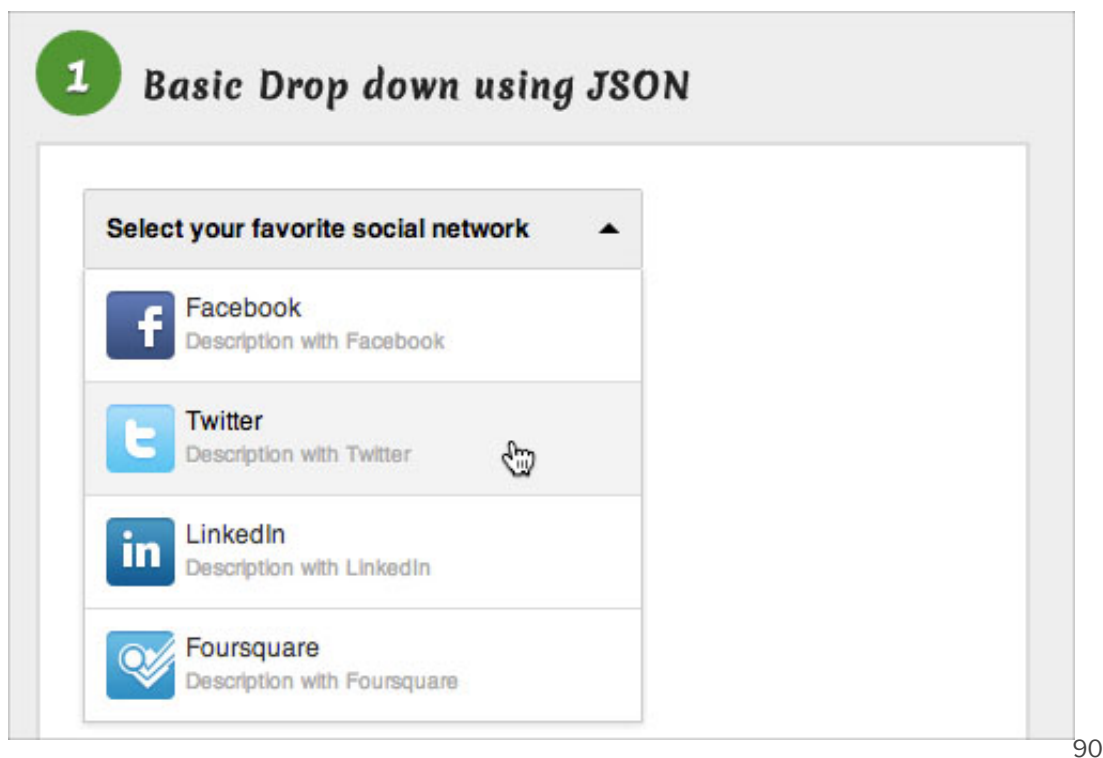 1
Basic Drop down using JSON
Select your favorite social network
Facebook
Description with Facebook
Twitter
Description with Twitter
LinkedIn
Description with LinkedIn
Foursquare
Description with Foursquare
90